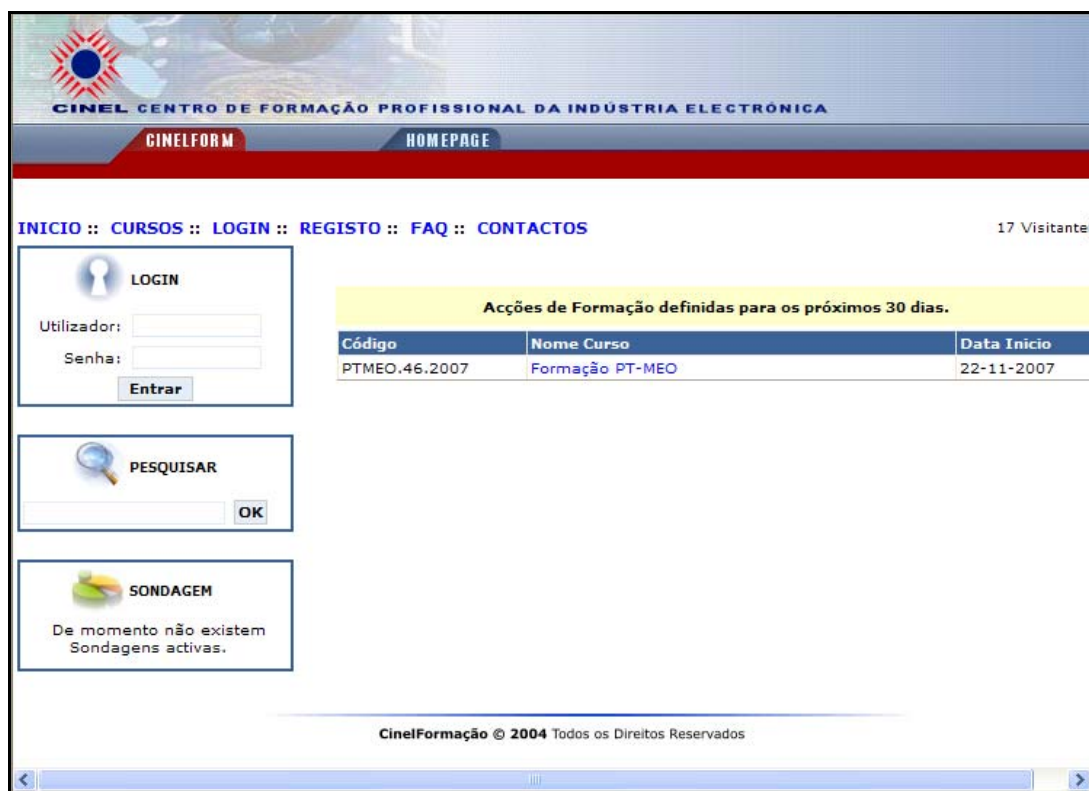 CINEL CENTRO DE FORMAÇÃO PROFISSIONAL DA INDÚSTRIA ELECTRÓNICA
CINELFORM
HOMEPAGE
INICIO :: CURSOS :: LOGIN :: REGISTO :: FAQ :: CONTACTOS
17 Visitante
LOGIN
Utilizador:
Senha:
Entrar
PESQUISAR
OK
SONDAGEM
De momento não existem
Sondagens activas.
Acções de Formação definidas para os próximos 30 dias.
Código Nome Curso Data Inicio
PTMEO.46.2007 Formação PT-MEO 22-11-2007
CinelFormação © 2004 Todos os Direitos Reservados